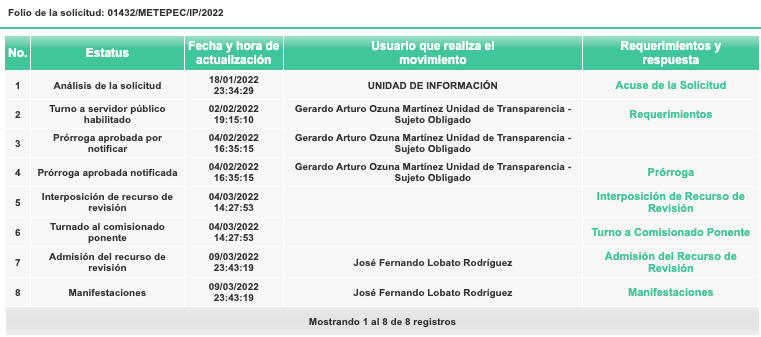 Folio de la solicitud: 01432/METEPEC/IP/2022
No. Estatus Fecha y hora de actualización Usuario que realiza el movimiento Requerimientos y respuesta
1 Análisis de la solicitud 18/01/2022 23:34:29 UNIDAD DE INFORMACIÓN Acuse de la Solicitud
2 Turno a servidor público habilitado 02/02/2022 19:15:10 Gerardo Arturo Ozuna Martínez Unidad de Transparencia - Sujeto Obligado Requerimientos
3 Prórroga aprobada por notificar 04/02/2022 16:35:15 Gerardo Arturo Ozuna Martínez Unidad de Transparencia - Sujeto Obligado
4 Prórroga aprobada notificada 04/02/2022 16:35:15 Gerardo Arturo Ozuna Martínez Unidad de Transparencia - Sujeto Obligado Prórroga
5 Interposición de recurso de revisión 04/03/2022 14:27:53 Interposición de Recurso de Revisión
6 Turnado al comisionado ponente 04/03/2022 14:27:53 Turno a Comisionado Ponente
7 Admisión del recurso de revisión 09/03/2022 23:43:19 José Fernando Lobato Rodríguez Admisión del Recurso de Revisión
8 Manifestaciones 09/03/2022 23:43:19 José Fernando Lobato Rodríguez Manifestaciones
Mostrando 1 al 8 de 8 registros